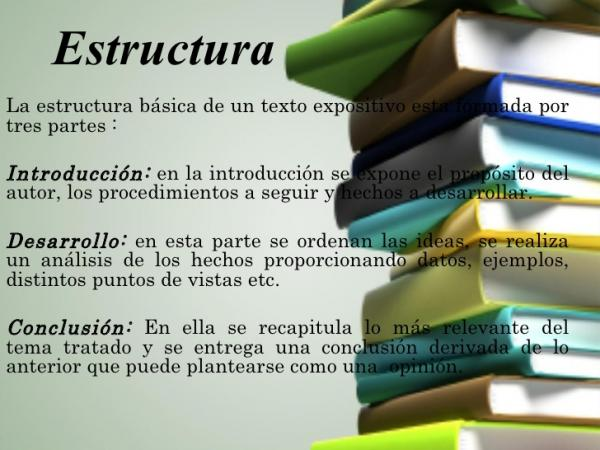 Estructura
La estructura básica de un texto expositivo esta formada por
tres partes :
Introducción: en la introducción se expone el propósito del
autor, los procedimientos a seguir y hechos a desarrollar.
Desarrollo: en esta parte se ordenan las ideas, se realiza
un análisis de los hechos proporcionando datos, ejemplos,
distintos puntos de vistas etc.
Conclusión: En ella se recapitula lo más relevante del
tema tratado y se entrega una conclusión derivada de lo
anterior que puede plantearse como una opinión.